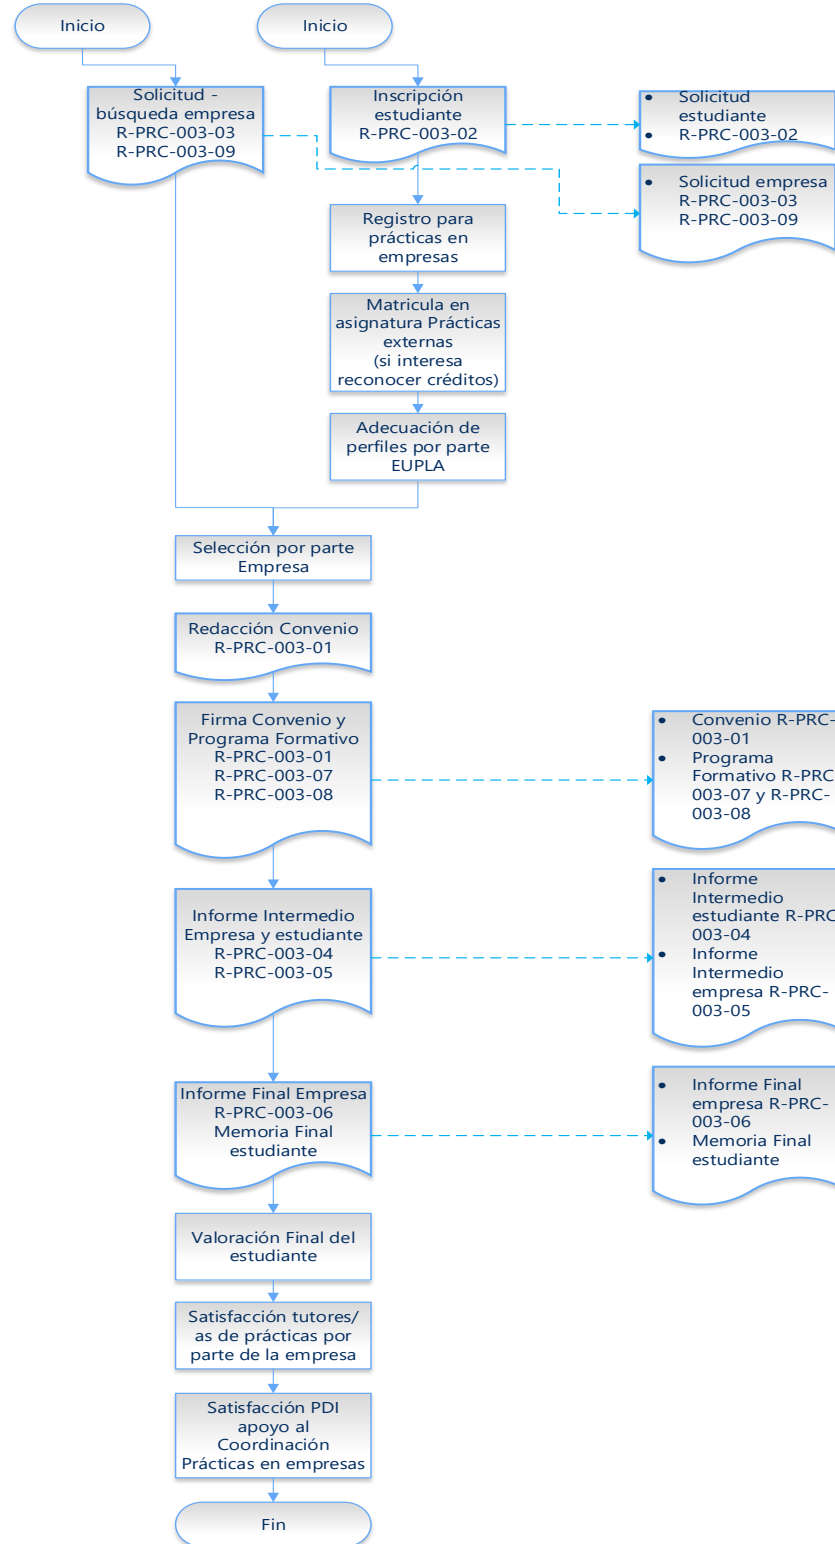 Inicio
Inicio
Solicitud -
búsqueda empresa
R-PRC-003-03
R-PRC-003-09
Inscripción
estudiante
R-PRC-003-02
• Solicitud
estudiante
• R-PRC-003-02
• Solicitud empresa
R-PRC-003-03
R-PRC-003-09
Registro para
prácticas en
empresas
Matricula en
asignatura Prácticas
externas
(si interesa
reconocer créditos)
Adecuación de
perfiles por parte
EUPLA
Selección por parte
Empresa
Redacción Convenio
R-PRC-003-01
Firma Convenio y
Programa Formativo
R-PRC-003-01
R-PRC-003-07
R-PRC-003-08
• Convenio R-PRC-
003-01
• Programa
Formativo R-PRC
003-07 y R-PRC-
003-08
Informe Intermedio
Empresa y estudiante
R-PRC-003-04
R-PRC-003-05
• Informe
Intermedio
estudiante R-PRC
003-04
• Informe
Intermedio
empresa R-PRC-
003-05
Informe Final Empresa
R-PRC-003-06
Memoria Final
estudiante
• Informe Final
empresa R-PRC-
003-06
• Memoria Final
estudiante
Valoración Final del
estudiante
Satisfacción tutores/
as de prácticas por
parte de la empresa
Satisfacción PDI
apoyo al
Coordinación
Prácticas en empresas
Fin